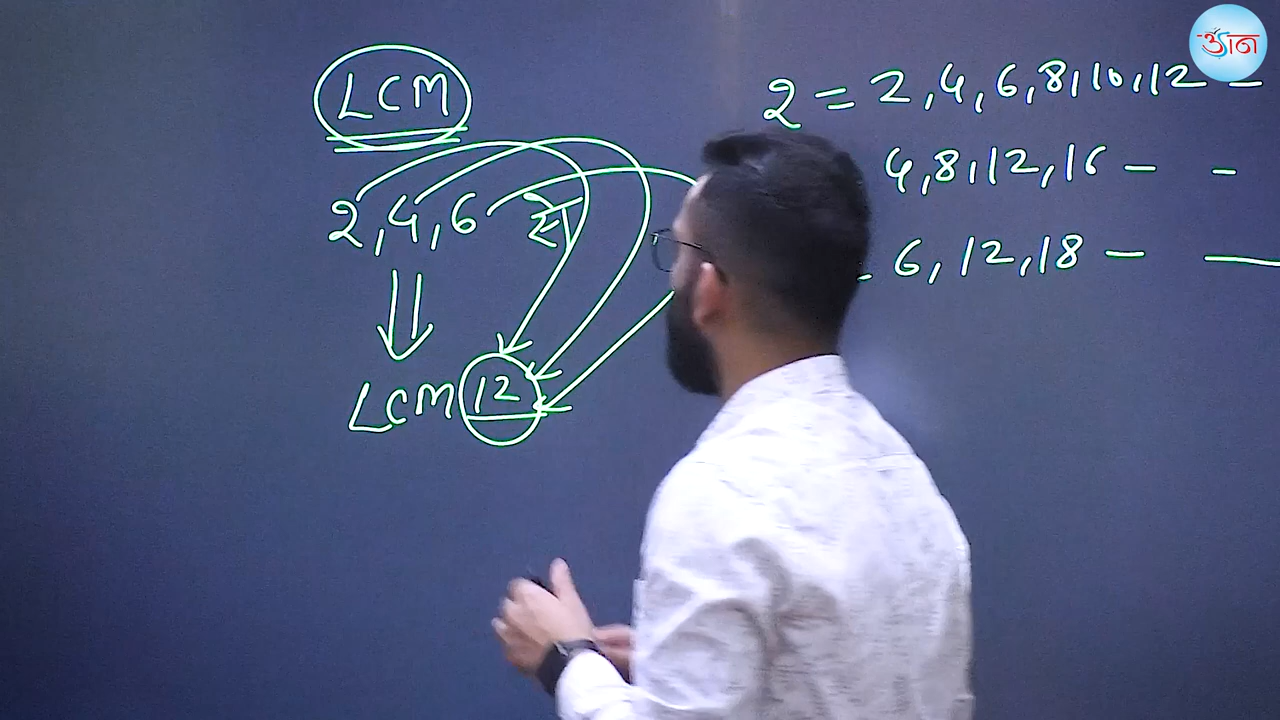 LCM
2, 4, 6 का
LCM 12
2 = 2, 4, 6, 8, 10, 12 -
4, 8, 12, 16 - -
6, 12, 18 - -